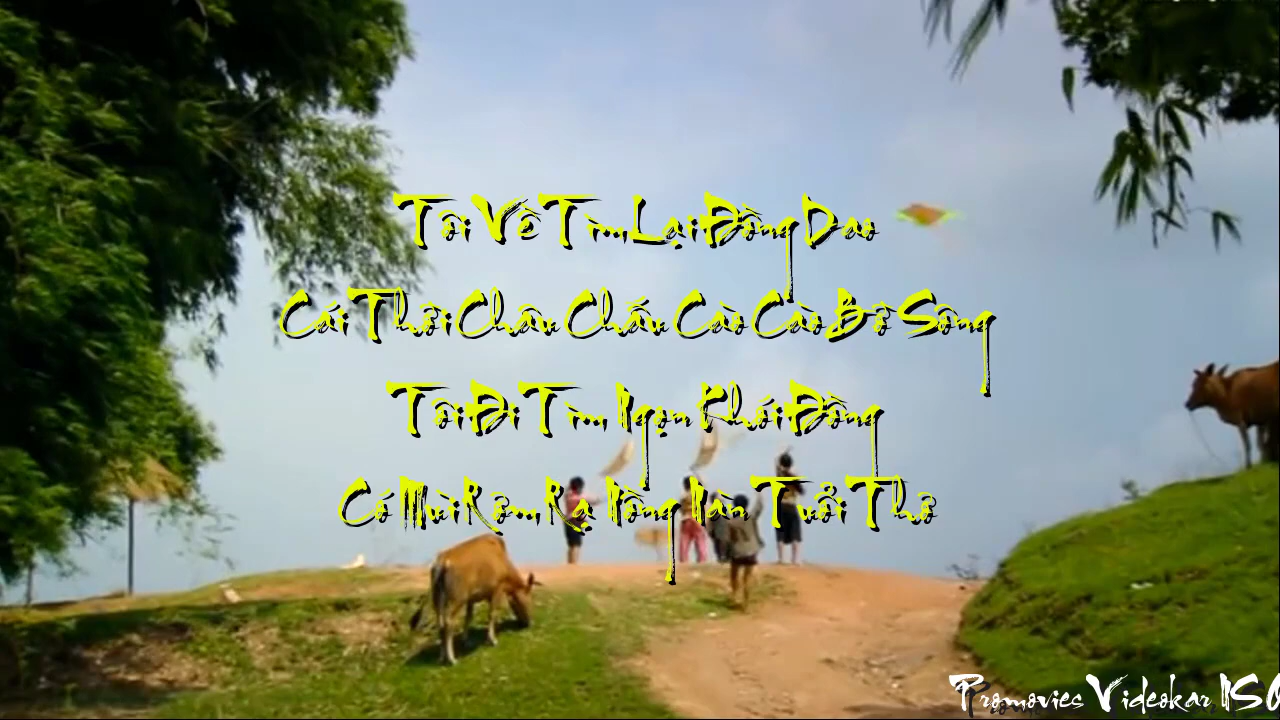 Tôi Về Tìm Lại Đồng Dao
Cái Thời Châu Chấu Cào Cào Bờ Sông
Tôi Đi Tìm Ngọn Khói Đồng
Có Mùi Rơm Rạ Nồng Nàn Tuổi Thơ
Promovies Videokar NSC